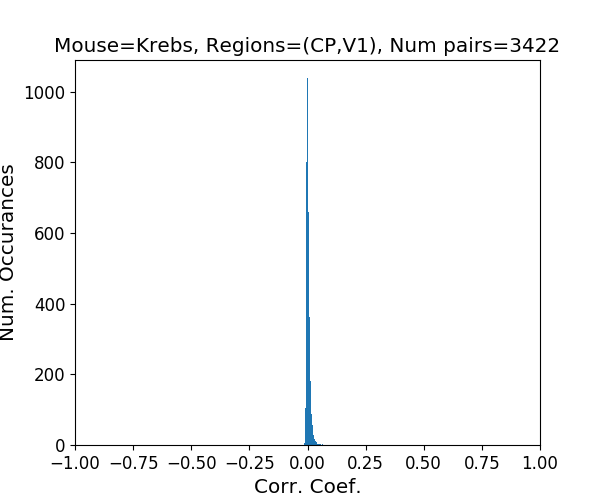 Mouse=Krebs, Regions=(CP,V1), Num pairs=3422
1000
800
600
400
200
0
Num. Occurances
−1.00 −0.75 −0.50 −0.25 0.00 0.25 0.50 0.75 1.00
Corr. Coef.